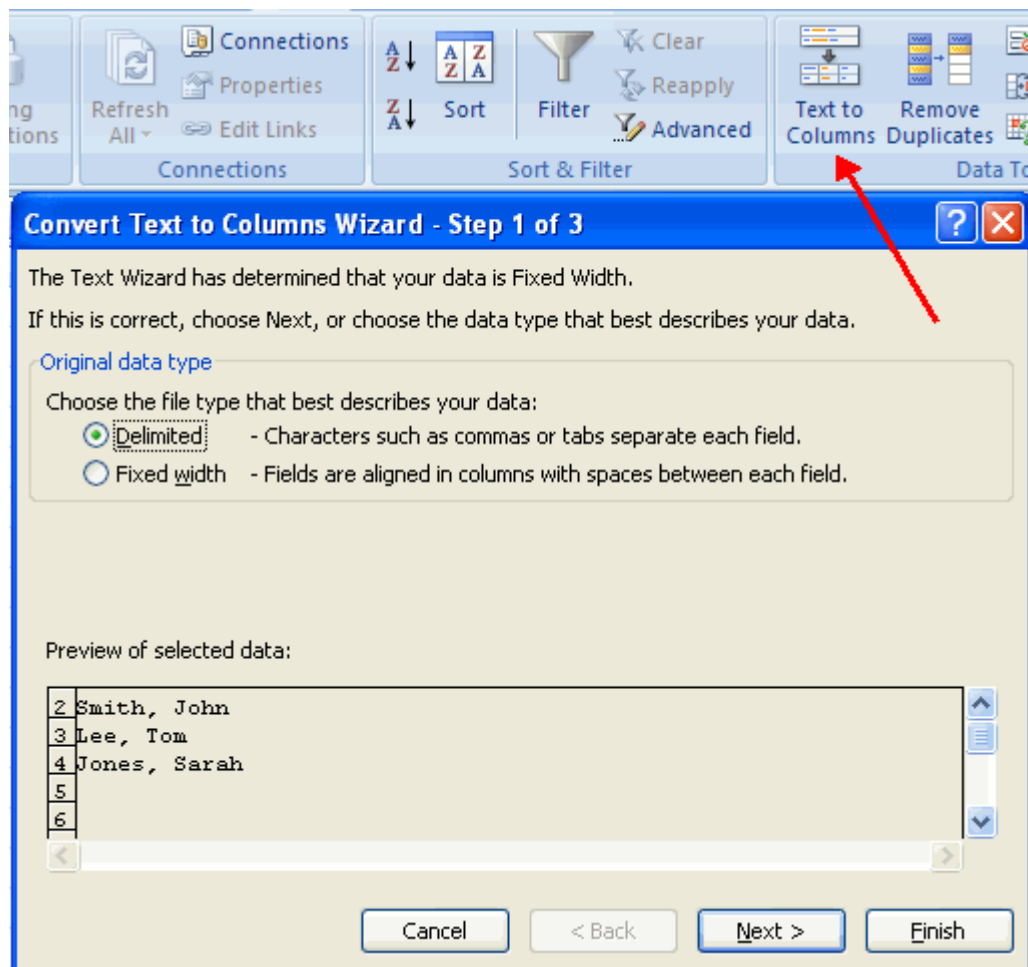 Connections
Properties
Edit Links
Refresh
All
Connections
A
Z
Z
A
A Z
Z A
Sort
Filter
Clear
Reapply
Advanced
Sort & Filter
Text to
Columns
Remove
Duplicates
Convert Text to Columns Wizard - Step 1 of 3
?
The Text Wizard has determined that your data is Fixed Width.
If this is correct, choose Next, or choose the data type that best describes your data.
Original data type
Choose the file type that best describes your data:
Delimited - Characters such as commas or tabs separate each field.
Fixed width - Fields are aligned in columns with spaces between each field.
Preview of selected data:
2 Smith, John
3 Lee, Tom
4 Jones, Sarah
5
6
Cancel < Back Next > Finish